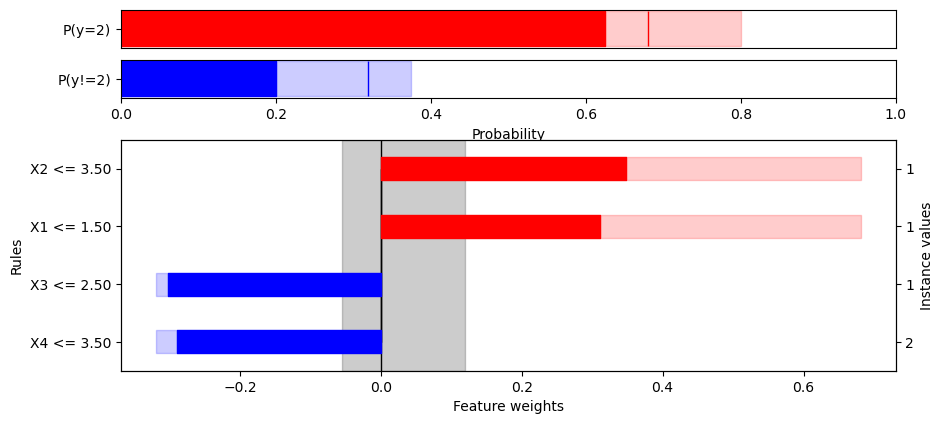 P(y=2)
P(y!=2)
0.0 0.2 0.4 0.6 0.8 1.0
Probability
X2 <= 3.50 1
X1 <= 1.50 1
X3 <= 2.50 1
X4 <= 3.50 2
Rules
Instance values
−0.2 0.0 0.2 0.4 0.6
Feature weights